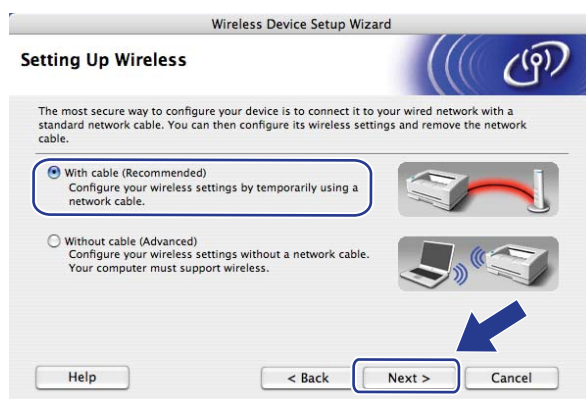 Wireless Device Setup Wizard
Setting Up Wireless
The most secure way to configure your device is to connect it to your wired network with a
standard network cable. You can then configure its wireless settings and remove the network
cable.
With cable (Recommended)
Configure your wireless settings by temporarily using a
network cable.
Without cable (Advanced)
Configure your wireless settings without a network cable.
Your computer must support wireless.
Help
< Back
Next >
Cancel